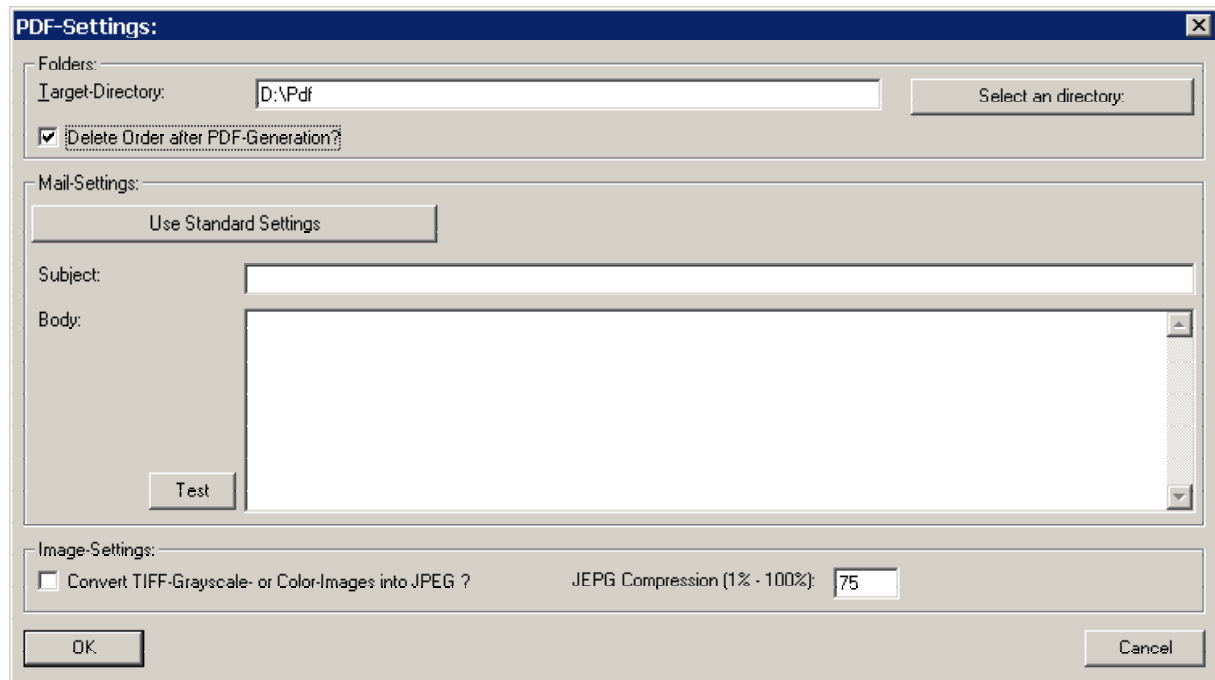 PDF-Settings:
Folders:
Target-Directory: D:\Pdf Select an directory:
Delete Order after PDF-Generation?
Mail-Settings:
Use Standard Settings
Subject:
Body:
Test
Image-Settings:
Convert TIFF-Grayscale- or Color-Images into JPEG ? JEPG Compression (1% - 100%): 75
OK Cancel